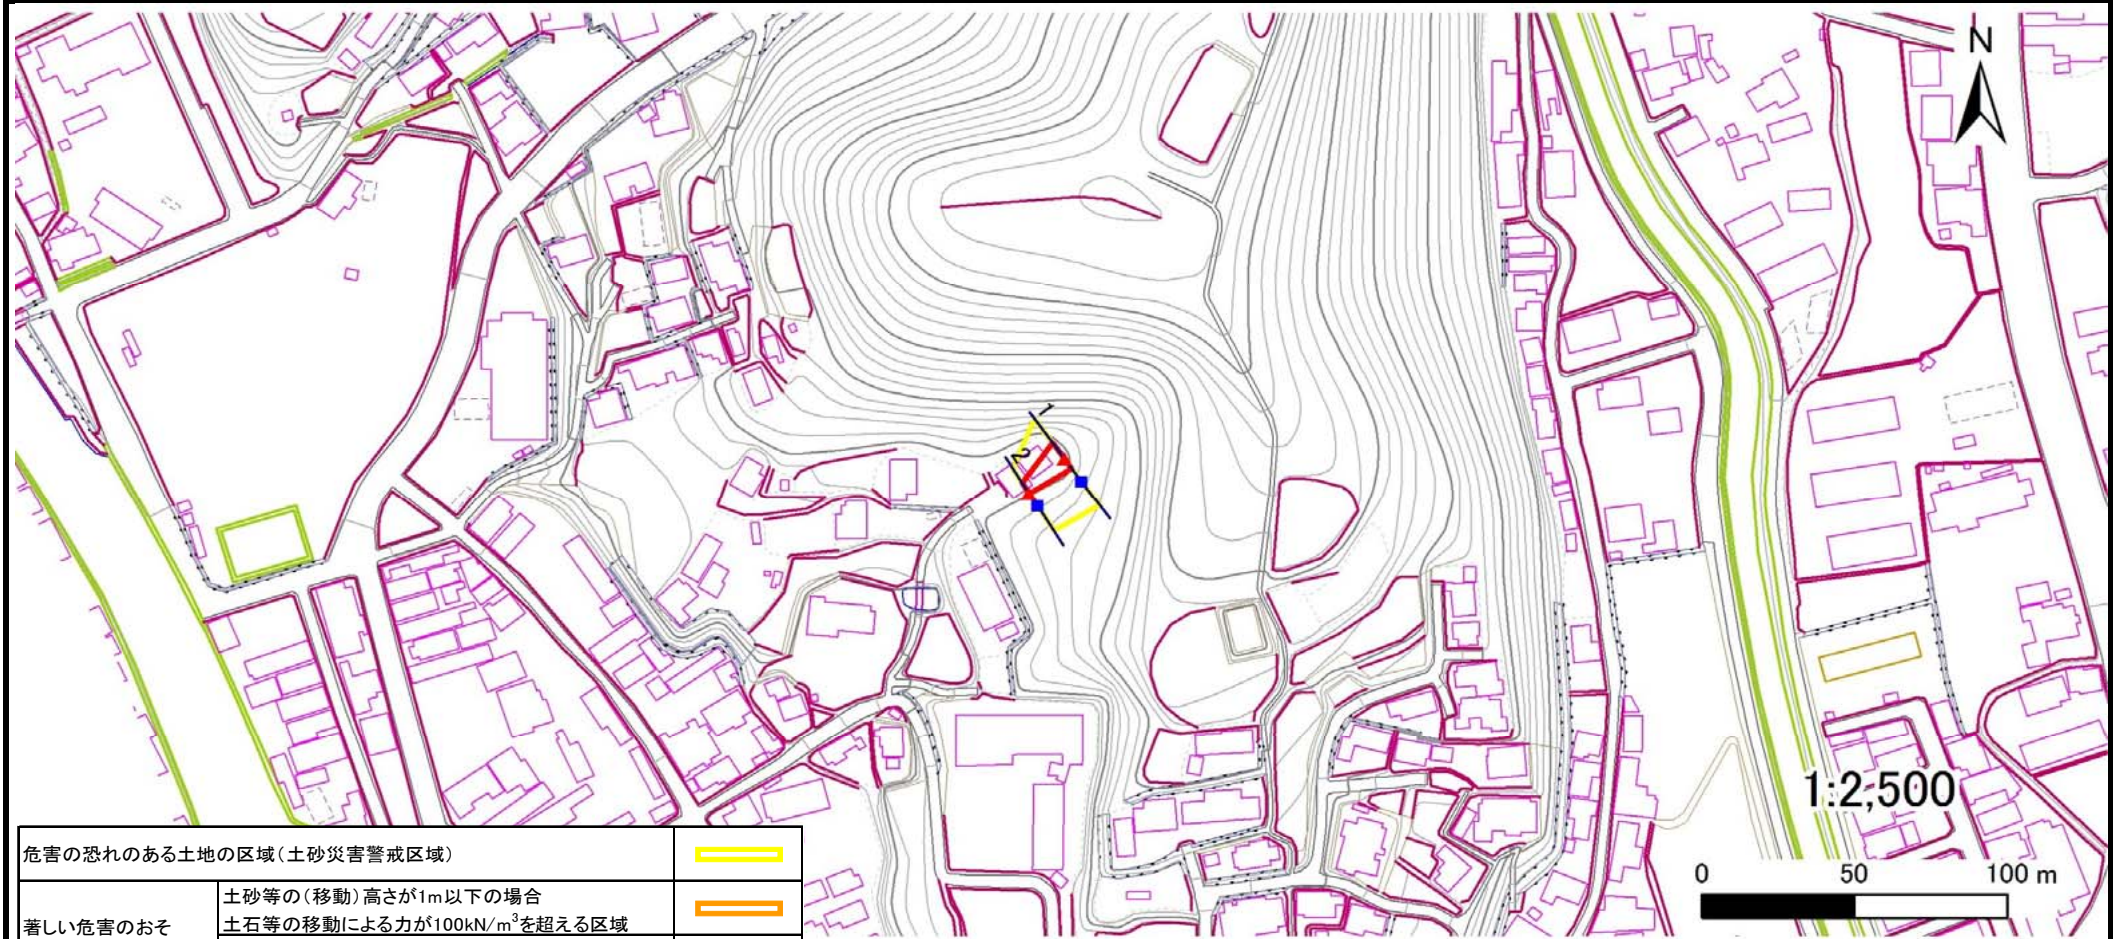 N
1
2
1:2,500
0 50 100 m
危害の恐れのある土地の区域(土砂災害警戒区域)
土砂等の(移動)高さが1m以下の場合
土石等の移動による力が100kN/m³を超える区域
著しい危害のおそ